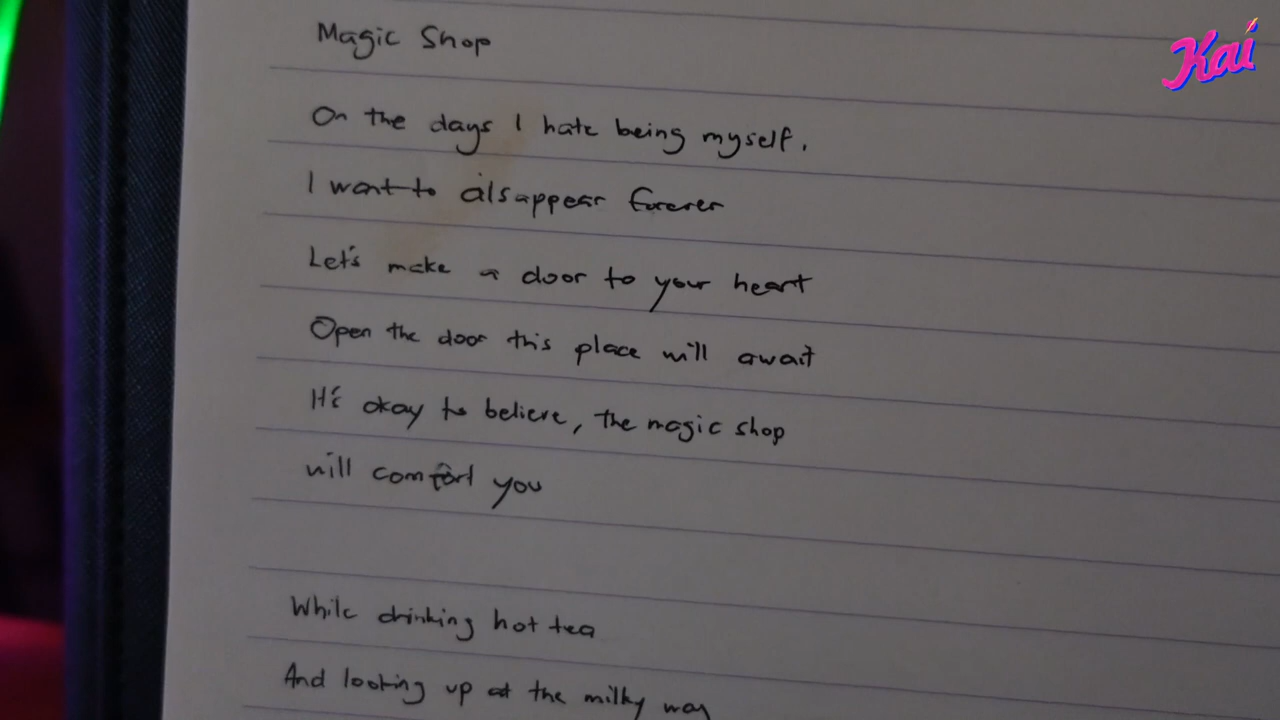 Magic Shop
Kai
On the days I hate being myself.
I want to disappear forever
Let's make a door to your heart
Open the door this place will await
It's okay to believe, the magic shop
will comfort you
While drinking hot tea
And looking up at the milky way